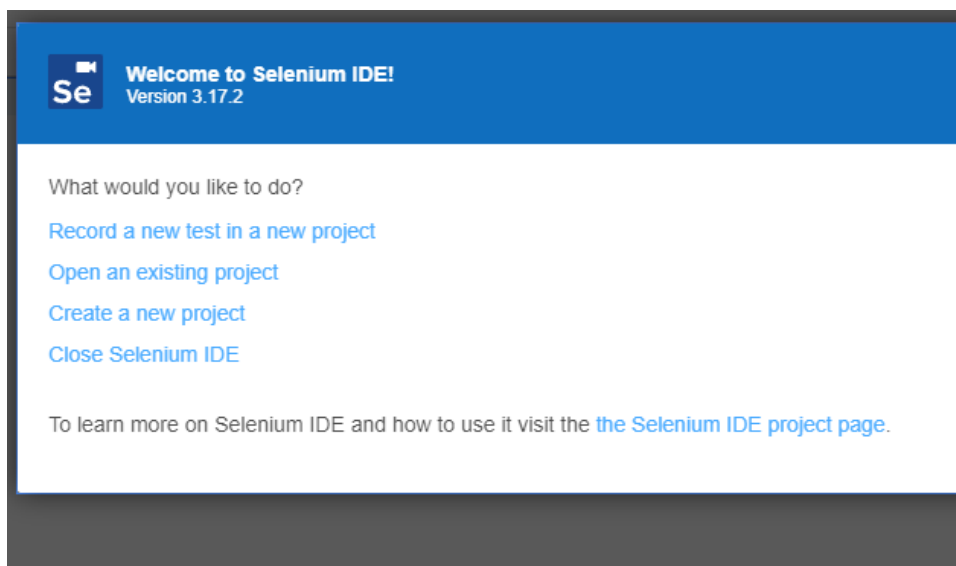 Se
Welcome to Selenium IDE!
Version 3.17.2
What would you like to do?
Record a new test in a new project
Open an existing project
Create a new project
Close Selenium IDE
To learn more on Selenium IDE and how to use it visit the the Selenium IDE project page.